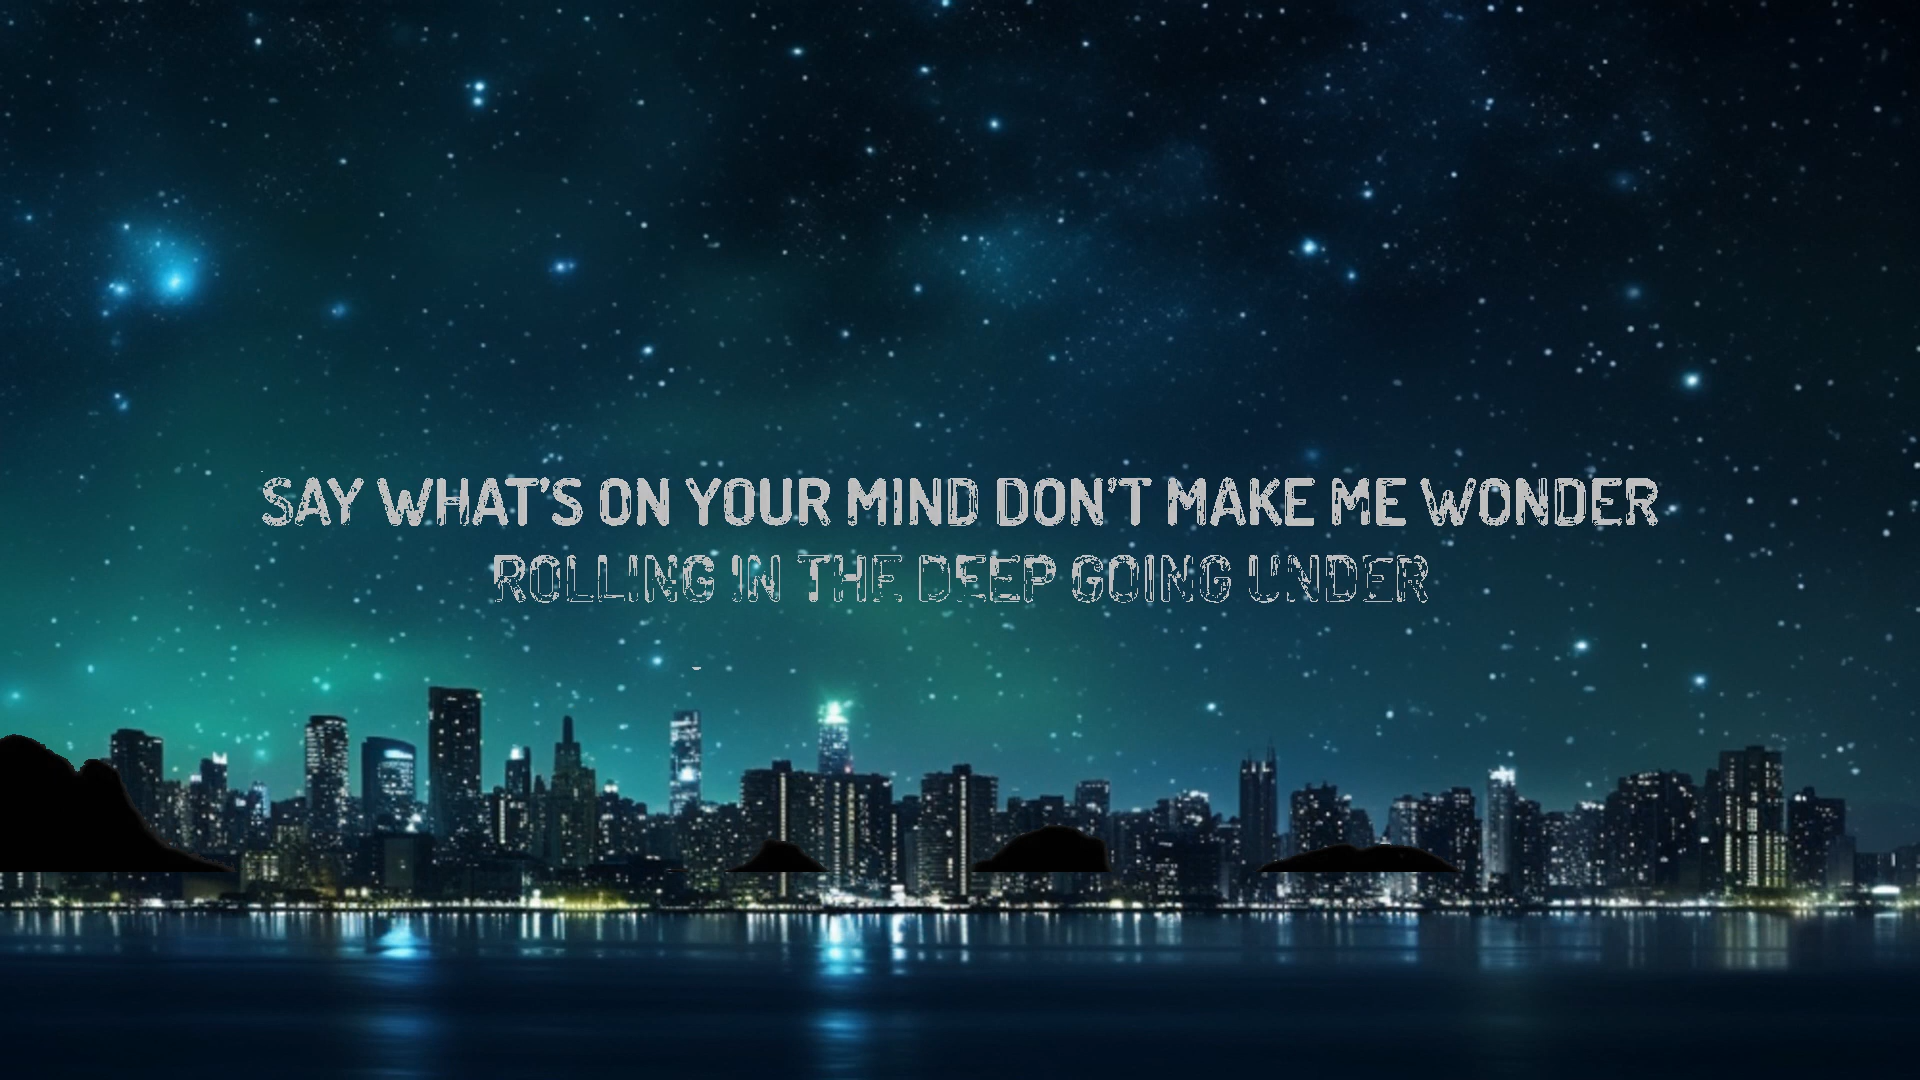 SAY WHAT'S ON YOUR MIND DON'T MAKE ME WONDER
ROLLING IN THE DEEP GOING UNDER